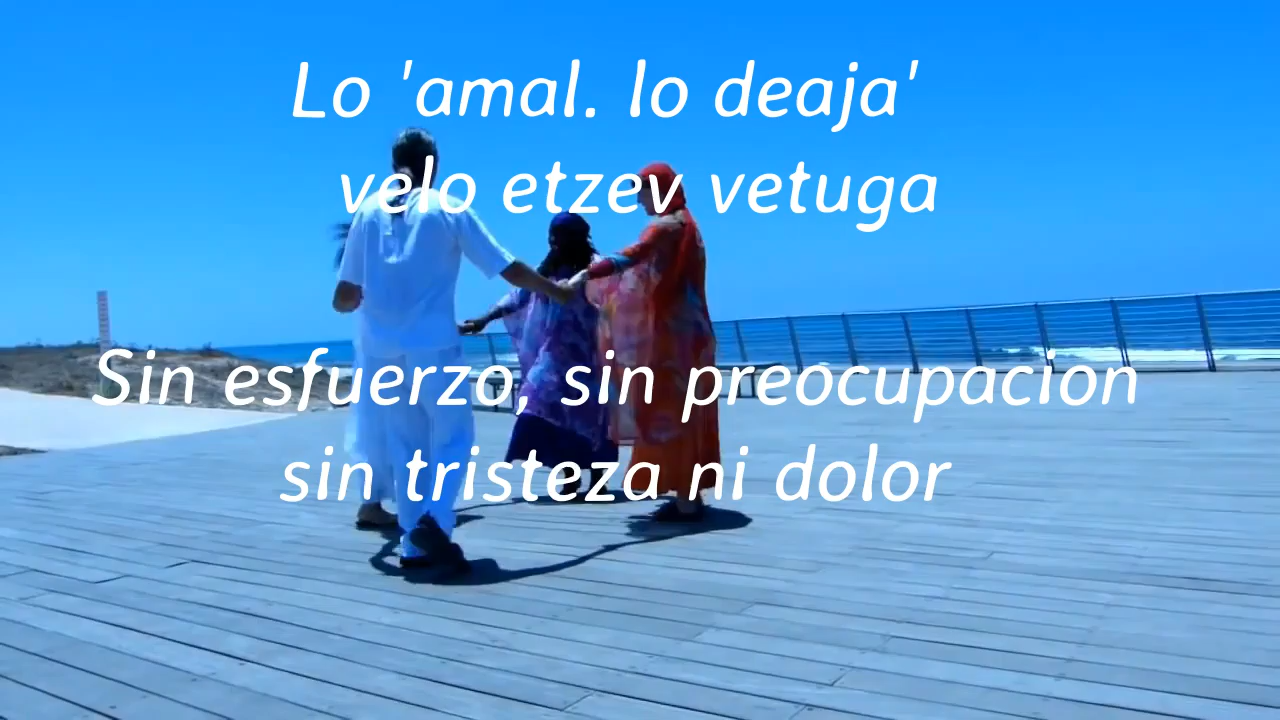 Lo 'amal. lo deaja'
velo etzev vetuga
Sin esfuerzo, sin preocupacion
sin tristeza ni dolor